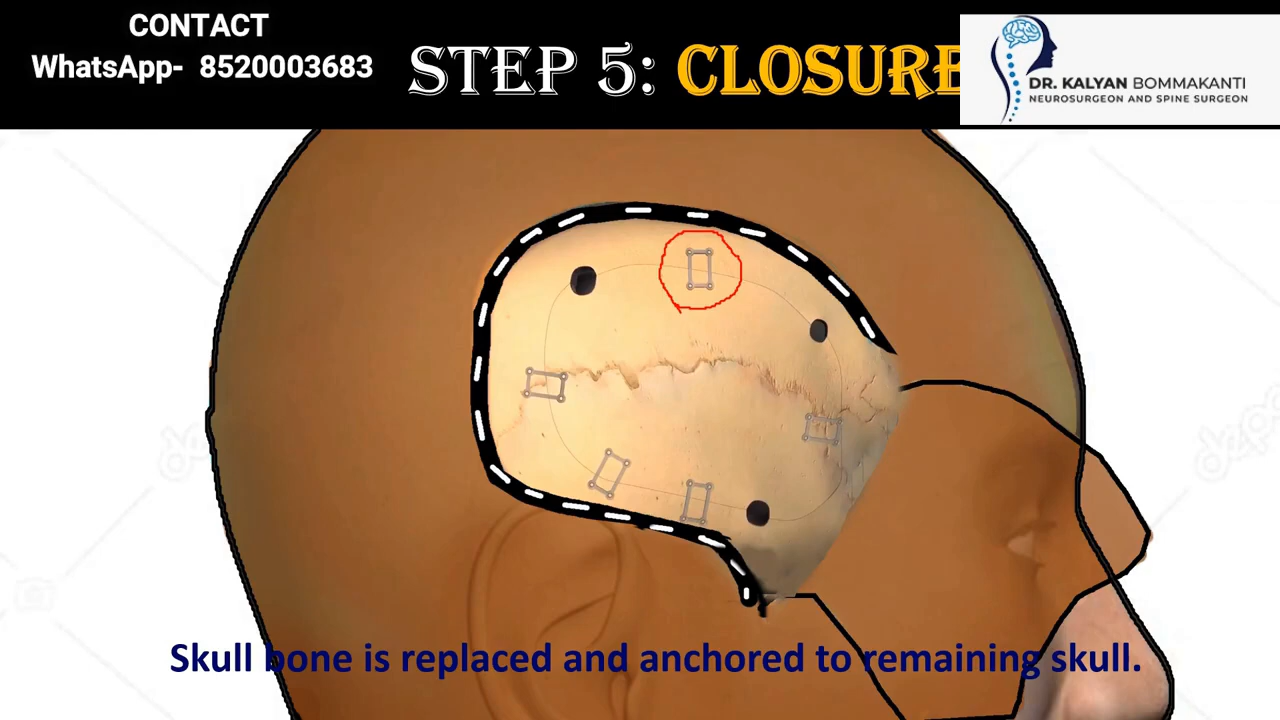 CONTACT
WhatsApp- 8520003683
STEP 5: CLOSURE
DR. KALYAN BOMMAKANTI
NEUROSURGEON AND SPINE SURGEON
Skull bone is replaced and anchored to remaining skull.